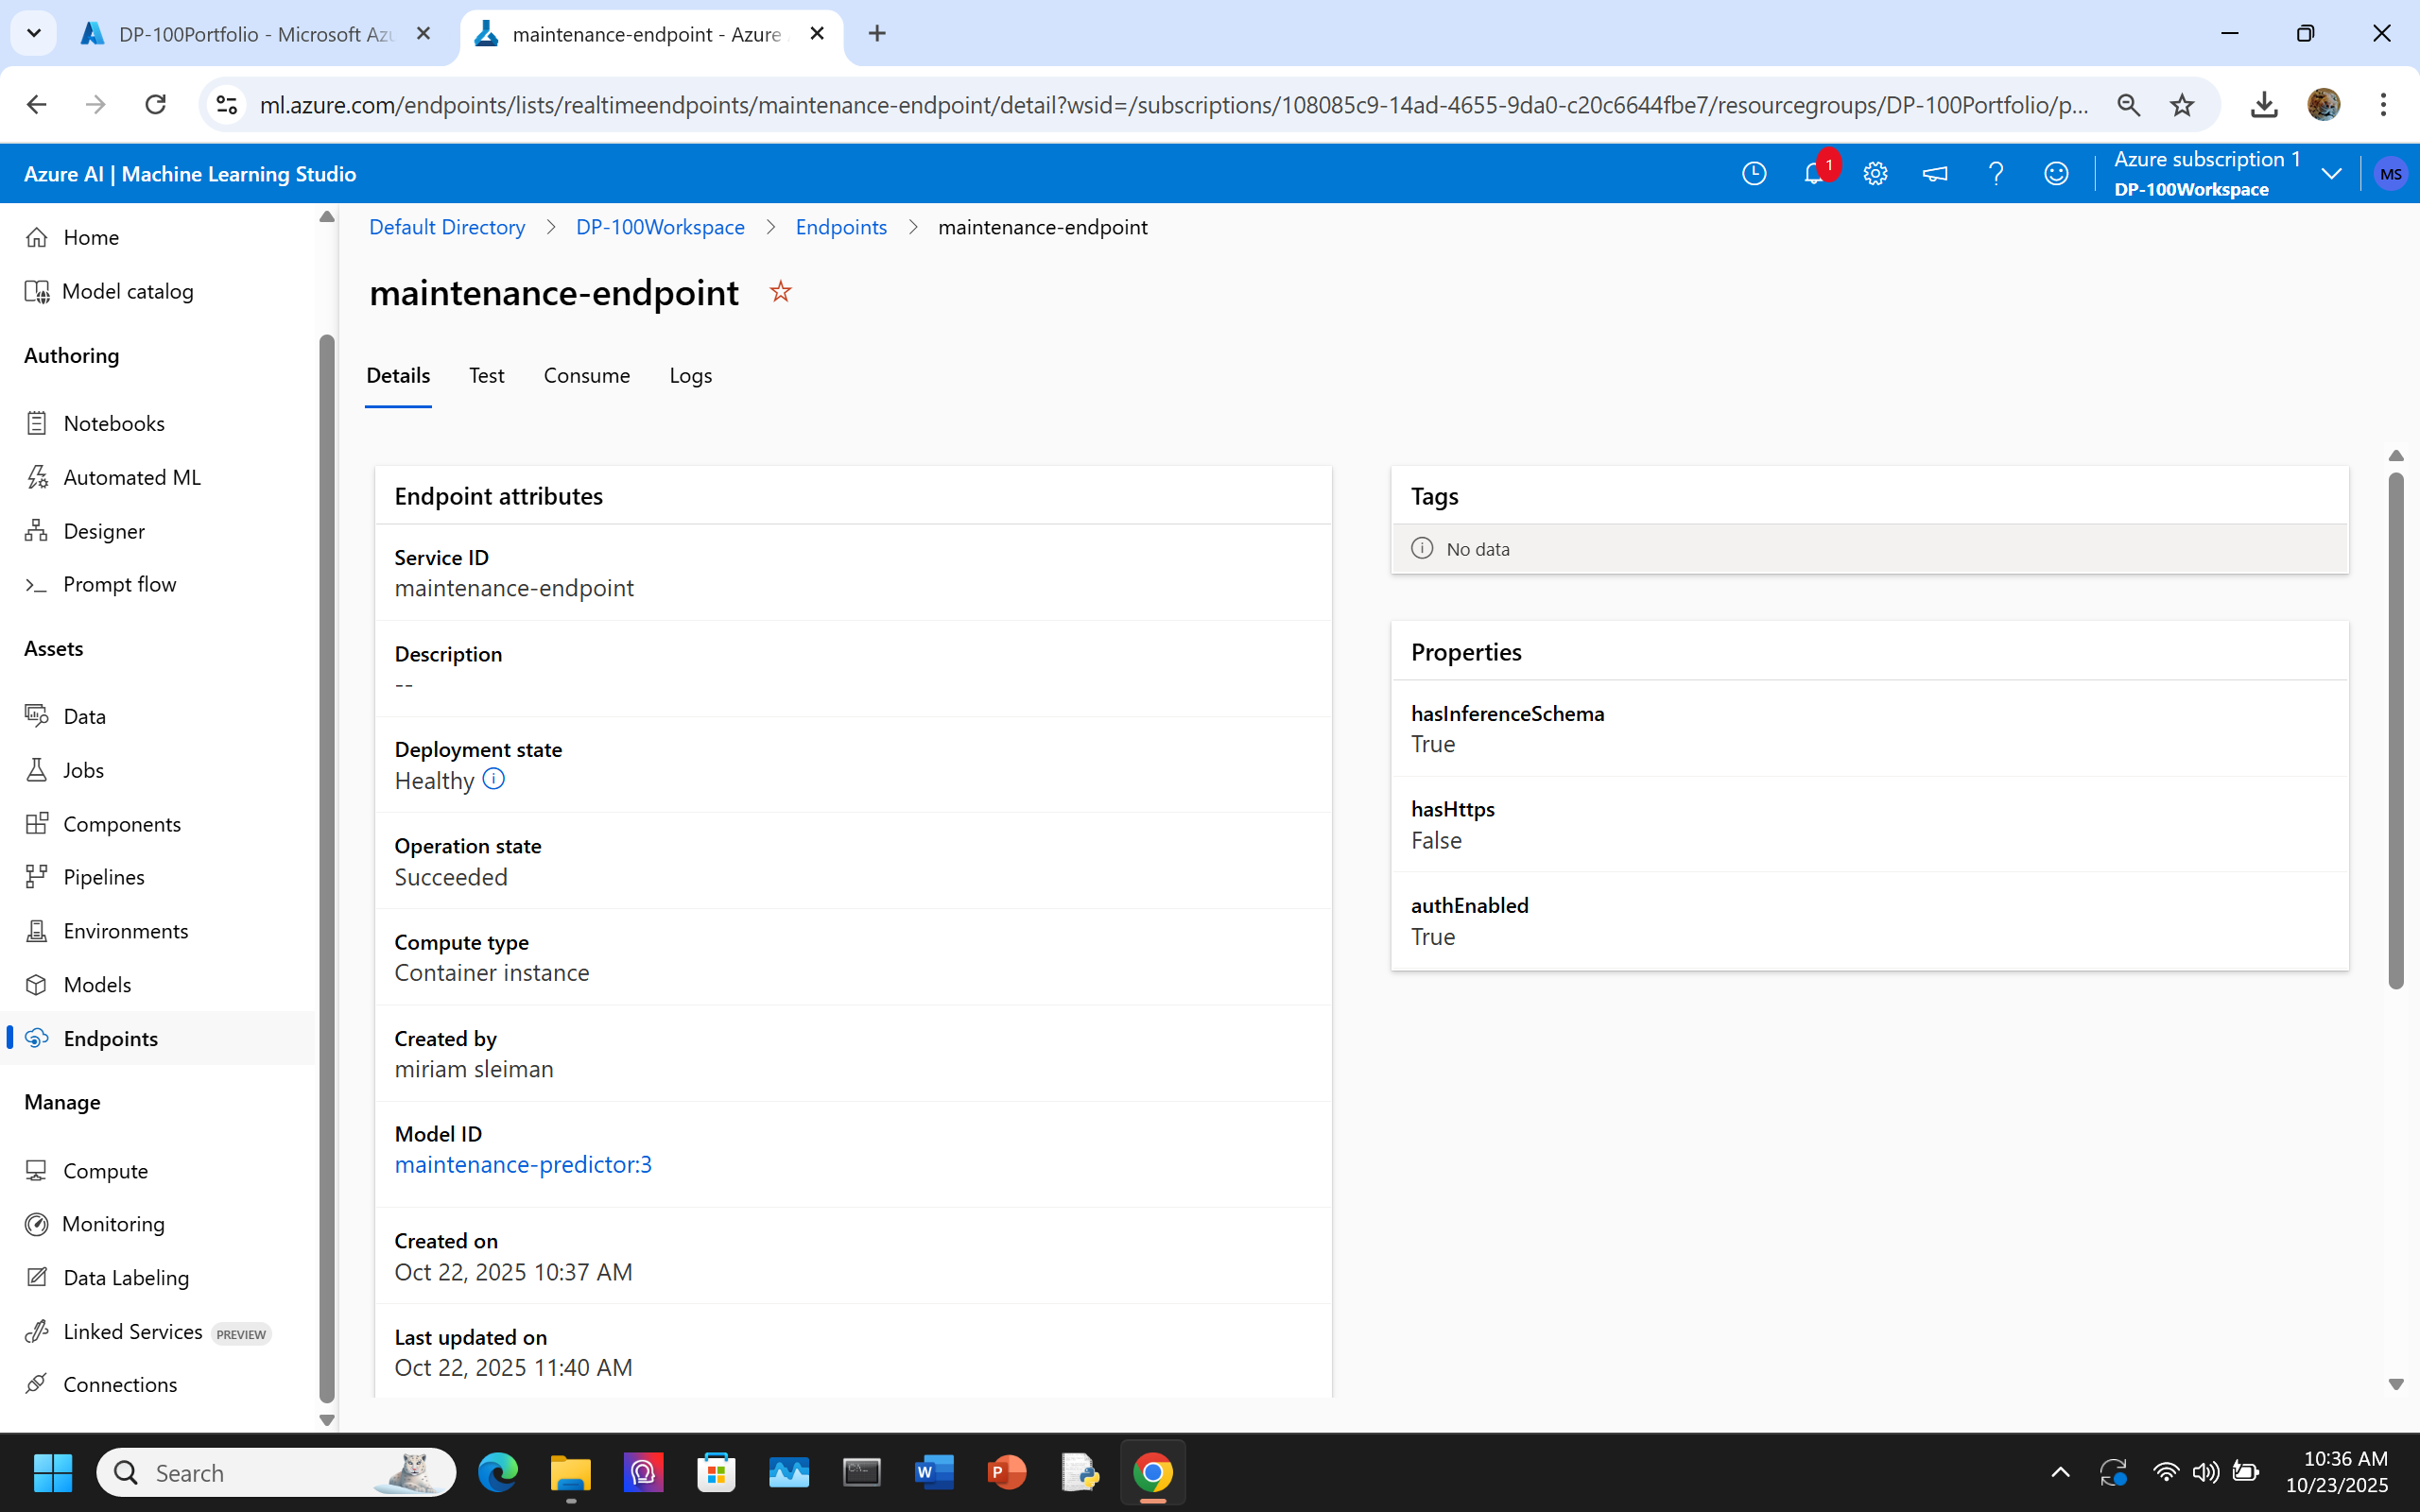 DP-100Portfolio - Microsoft Az
maintenance-endpoint - Azure
ml.azure.com/endpoints/lists/realtimeendpoints/maintenance-endpoint/detail?wsid=/subscriptions/108085c9-14ad-4655-9da0-c20c6644fbe7/resourcegroups/DP-100Portfolio/p...
Azure AI | Machine Learning Studio
1
Azure subscription 1
DP-100Workspace
MS
Home
Model catalog
Authoring
Notebooks
Automated ML
Designer
Prompt flow
Assets
Data
Jobs
Components
Pipelines
Environments
Models
Endpoints
Manage
Compute
Monitoring
Data Labeling
Linked Services PREVIEW
Connections
Default Directory > DP-100Workspace > Endpoints > maintenance-endpoint
maintenance-endpoint
Details Test Consume Logs
Endpoint attributes
Service ID
maintenance-endpoint
Description
--
Deployment state
Healthy
Operation state
Succeeded
Compute type
Container instance
Created by
miriam sleiman
Model ID
maintenance-predictor:3
Created on
Oct 22, 2025 10:37 AM
Last updated on
Oct 22, 2025 11:40 AM
Tags
No data
Properties
hasInferenceSchema
True
hasHttps
False
authEnabled
True
Search
10:36 AM
10/23/2025